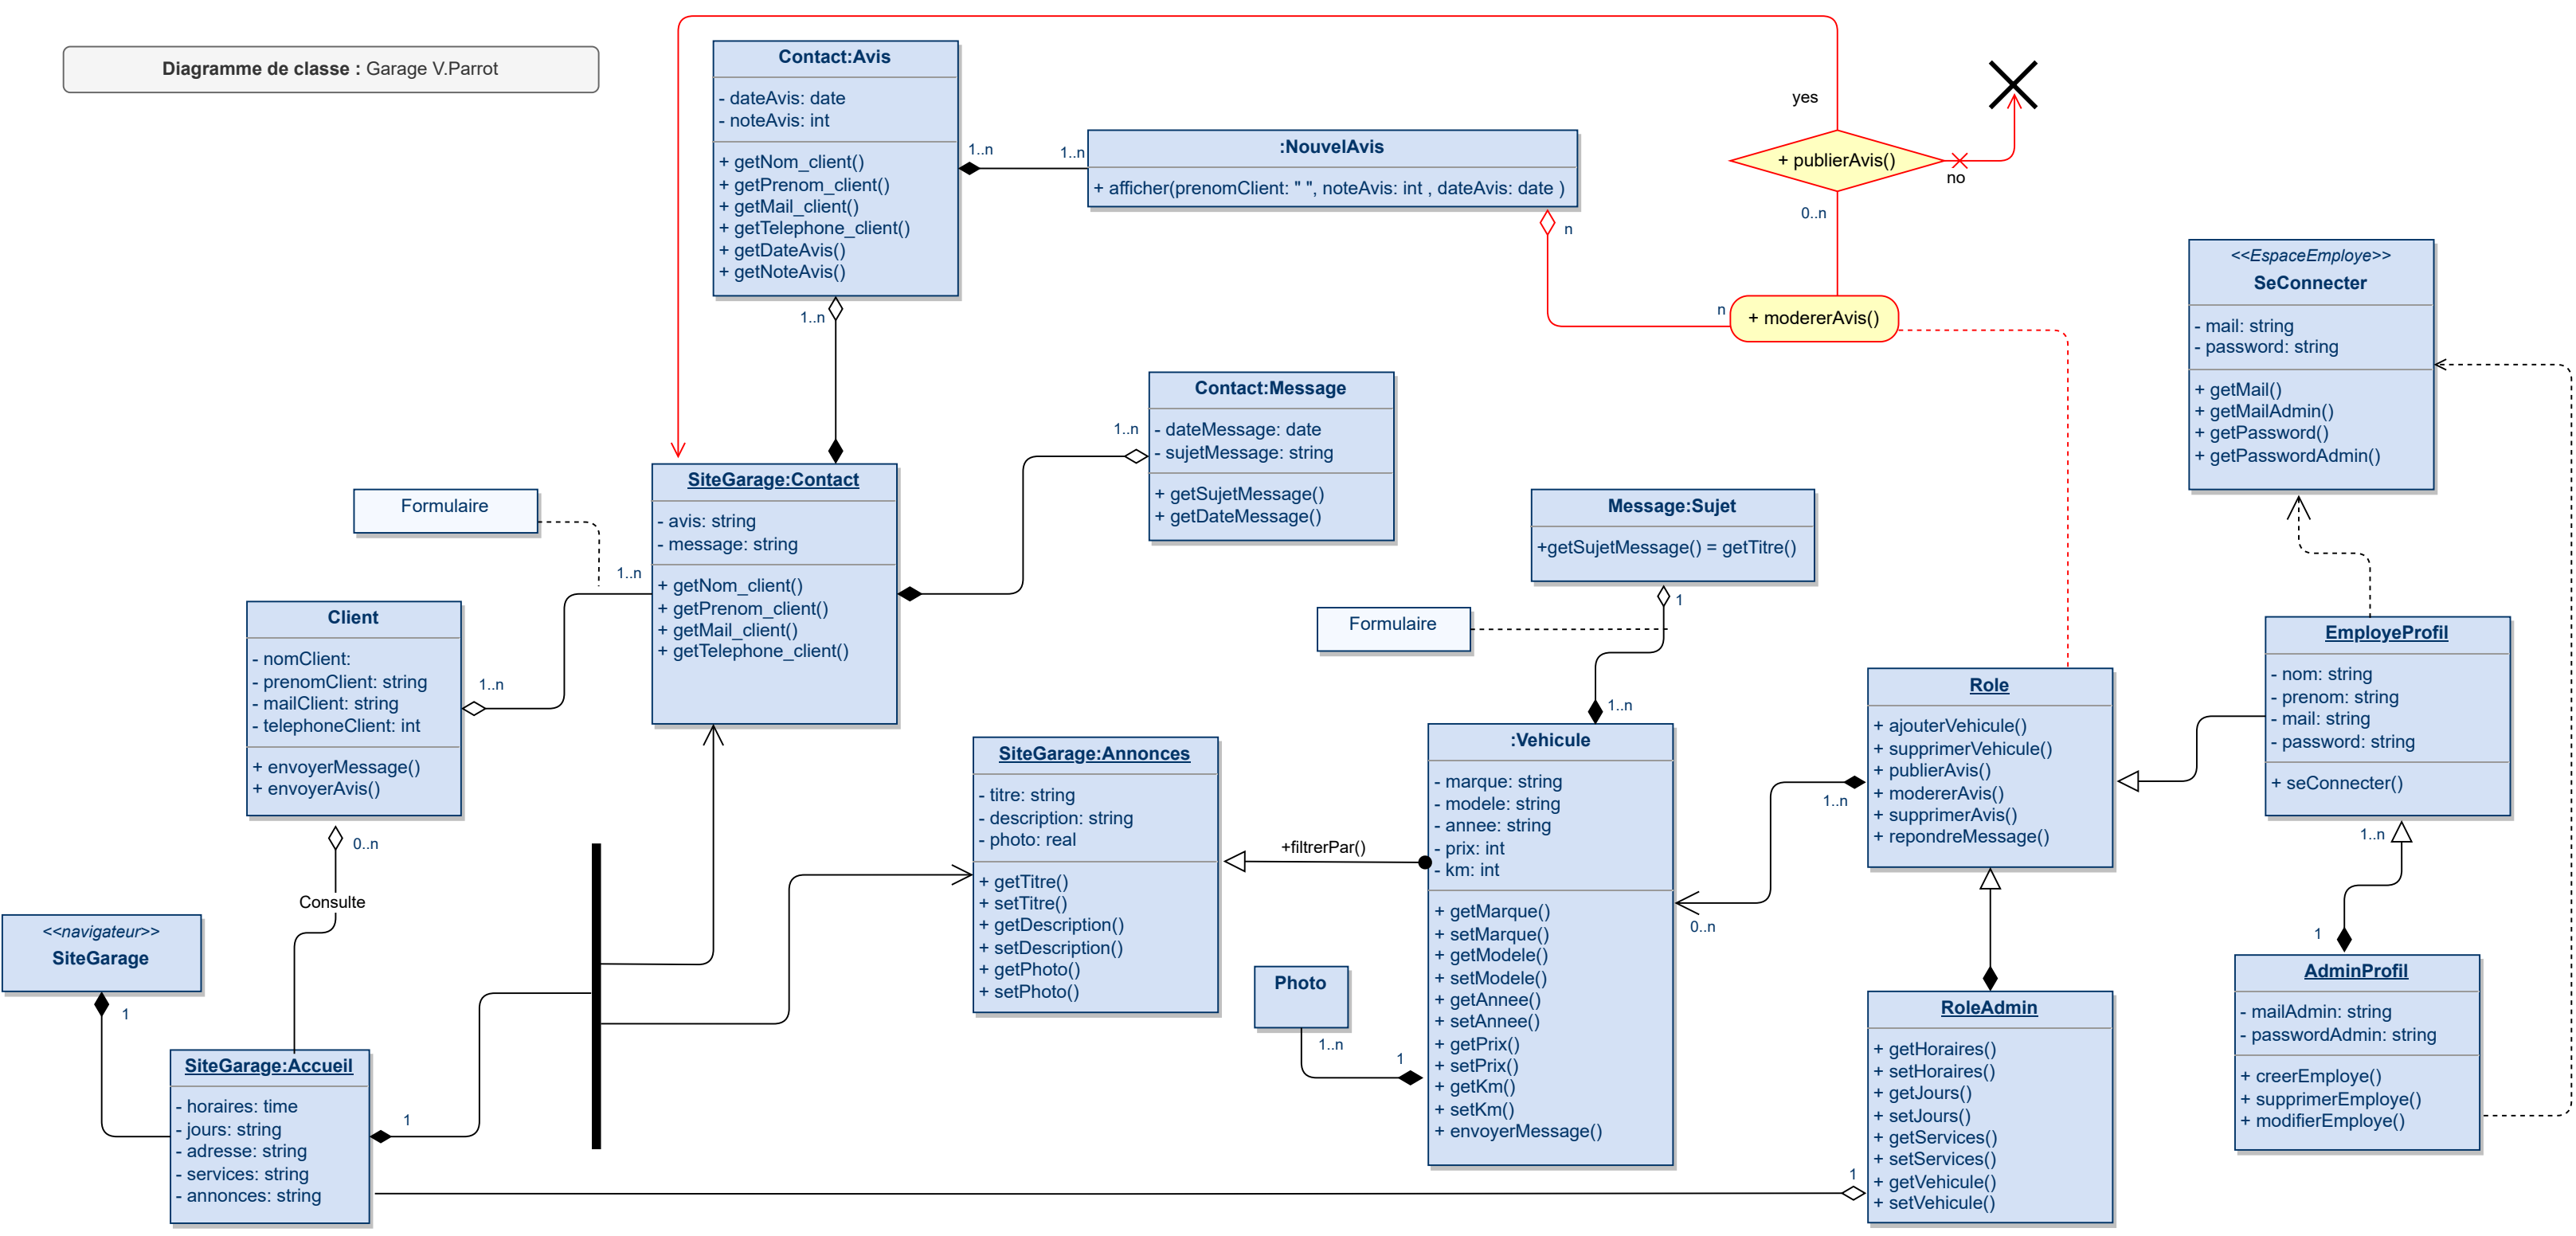 Diagramme de classe : Garage V.Parrot
Contact:Avis
- dateAvis: date
- noteAvis: int
+ getNom_client()
+ getPrenom_client()
+ getMail_client()
+ getTelephone_client()
+ getDateAvis()
+ getNoteAvis()
1..n
1..n
1..n
:NouvelAvis
+ afficher(prenomClient: " ", noteAvis: int , dateAvis: date )
n
n
yes
+ publierAvis()
no
0..n
+ modererAvis()
<<EspaceEmploye>>
SeConnecter
- mail: string
- password: string
+ getMail()
+ getMailAdmin()
+ getPassword()
+ getPasswordAdmin()
Contact:Message
- dateMessage: date
- sujetMessage: string
+ getSujetMessage()
+ getDateMessage()
1..n
SiteGarage:Contact
- avis: string
- message: string
+ getNom_client()
+ getPrenom_client()
+ getMail_client()
+ getTelephone_client()
Formulaire
1..n
Message:Sujet
+getSujetMessage() = getTitre()
1
Formulaire
1..n
Client
- nomClient:
- prenomClient: string
- mailClient: string
- telephoneClient: int
+ envoyerMessage()
+ envoyerAvis()
1..n
0..n
Consulte
<<navigateur>>
SiteGarage
1
SiteGarage:Accueil
- horaires: time
- jours: string
- adresse: string
- services: string
- annonces: string
1
SiteGarage:Annonces
- titre: string
- description: string
- photo: real
+ getTitre()
+ setTitre()
+ getDescription()
+ setDescription()
+ getPhoto()
+ setPhoto()
+filtrerPar()
:Vehicule
- marque: string
- modele: string
- annee: string
- prix: int
- km: int
+ getMarque()
+ setMarque()
+ getModele()
+ setModele()
+ getAnnee()
+ setAnnee()
+ getPrix()
+ setPrix()
+ getKm()
+ setKm()
+ envoyerMessage()
Photo
1..n
1
Role
+ ajouterVehicule()
+ supprimerVehicule()
+ publierAvis()
+ modererAvis()
+ supprimerAvis()
+ repondreMessage()
1..n
0..n
RoleAdmin
+ getHoraires()
+ setHoraires()
+ getJours()
+ setJours()
+ getServices()
+ setServices()
+ getVehicule()
+ setVehicule()
1
EmployeProfil
- nom: string
- prenom: string
- mail: string
- password: string
+ seConnecter()
1..n
1
AdminProfil
- mailAdmin: string
- passwordAdmin: string
+ creerEmploye()
+ supprimerEmploye()
+ modifierEmploye()